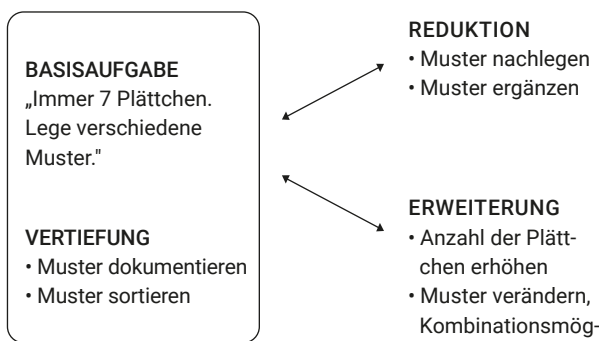 BASISAUFGABE
„Immer 7 Plättchen.
Lege verschiedene
Muster."
VERTIEFUNG
• Muster dokumentieren
• Muster sortieren
REDUKTION
• Muster nachlegen
• Muster ergänzen
ERWEITERUNG
• Anzahl der Plätt-
chen erhöhen
• Muster verändern,
Kombinationsmög-